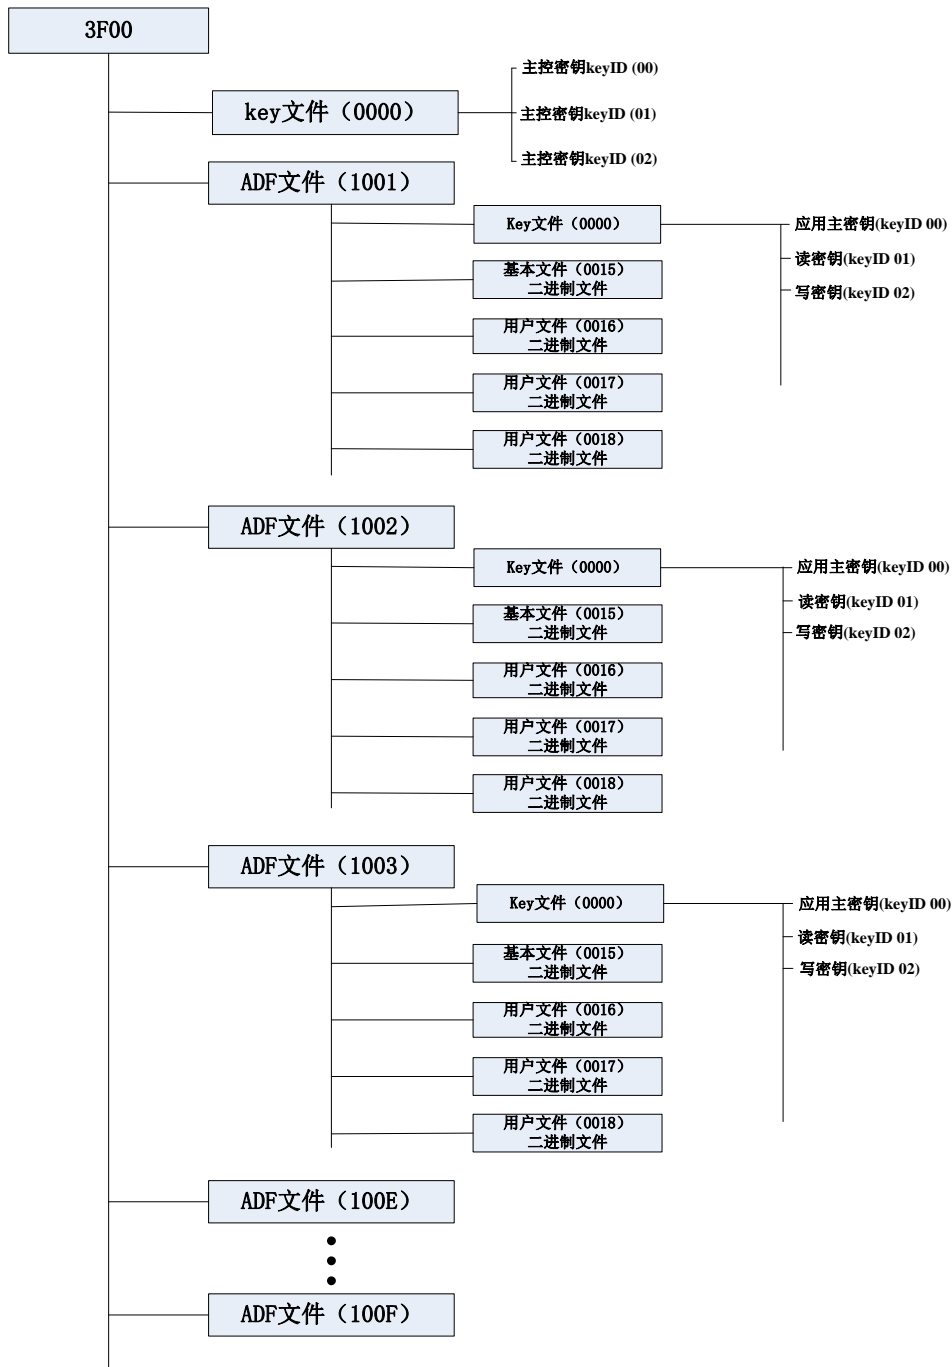 3F00
key文件（0000）
主控密钥keyID (00)
主控密钥keyID (01)
主控密钥keyID (02)
ADF文件（1001）
Key文件（0000）
应用主密钥(keyID 00)
读密钥(keyID 01)
写密钥(keyID 02)
基本文件（0015）
二进制文件
用户文件（0016）
二进制文件
用户文件（0017）
二进制文件
用户文件（0018）
二进制文件
ADF文件（1002）
Key文件（0000）
应用主密钥(keyID 00)
读密钥(keyID 01)
写密钥(keyID 02)
基本文件（0015）
二进制文件
用户文件（0016）
二进制文件
用户文件（0017）
二进制文件
用户文件（0018）
二进制文件
ADF文件（1003）
Key文件（0000）
应用主密钥(keyID 00)
读密钥(keyID 01)
写密钥(keyID 02)
基本文件（0015）
二进制文件
用户文件（0016）
二进制文件
用户文件（0017）
二进制文件
用户文件（0018）
二进制文件
ADF文件（100E）
ADF文件（100F）